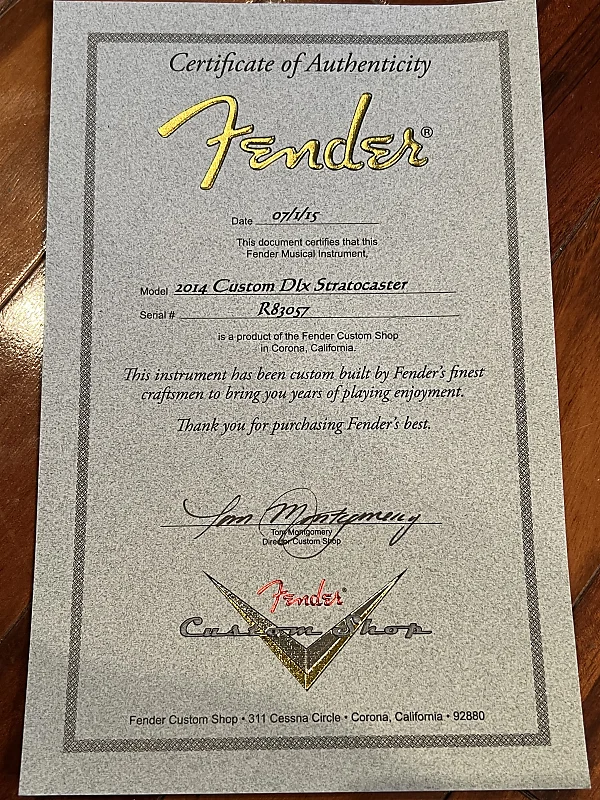 Certificate of Authenticity
Fender®
Date 07/1/15
This document certifies that this
Fender Musical Instrument,
Model 2014 Custom Dlx Stratocaster
Serial # R83057
is a product of the Fender Custom Shop
in Corona, California.
This instrument has been custom built by Fender's finest
craftsmen to bring you years of playing enjoyment.
Thank you for purchasing Fender's best.
Tom Montgomery
Tom Montgomery
Director Custom Shop
Fender®
Custom Shop
Fender Custom Shop • 311 Cessna Circle • Corona, California • 92880